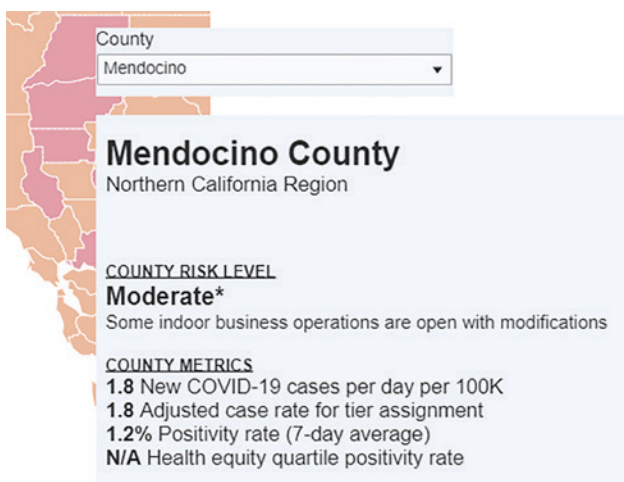 County
Mendocino
Mendocino County
Northern California Region
COUNTY RISK LEVEL
Moderate*
Some indoor business operations are open with modifications
COUNTY METRICS
1.8 New COVID-19 cases per day per 100K
1.8 Adjusted case rate for tier assignment
1.2% Positivity rate (7-day average)
N/A Health equity quartile positivity rate